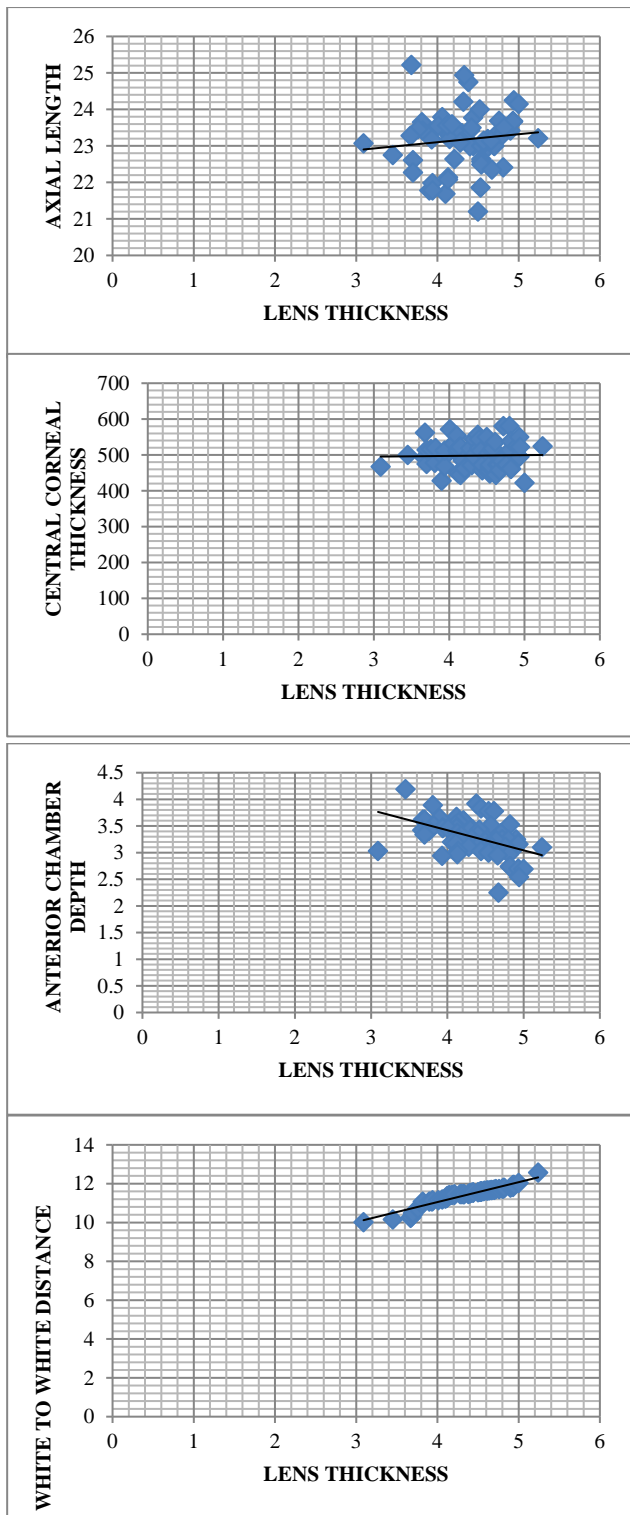 AXIAL LENGTH
26
25
24
23
22
21
20
0 1 2 3 4 5 6
LENS THICKNESS
CENTRAL CORNEAL
THICKNESS
700
600
500
400
300
200
100
0
0 1 2 3 4 5 6
LENS THICKNESS
ANTERIOR CHAMBER
DEPTH
4.5
4
3.5
3
2.5
2
1.5
1
0.5
0
0 1 2 3 4 5 6
LENS THICKNESS
WHITE TO WHITE DISTANCE
14
12
10
8
6
4
2
0
0 1 2 3 4 5 6
LENS THICKNESS